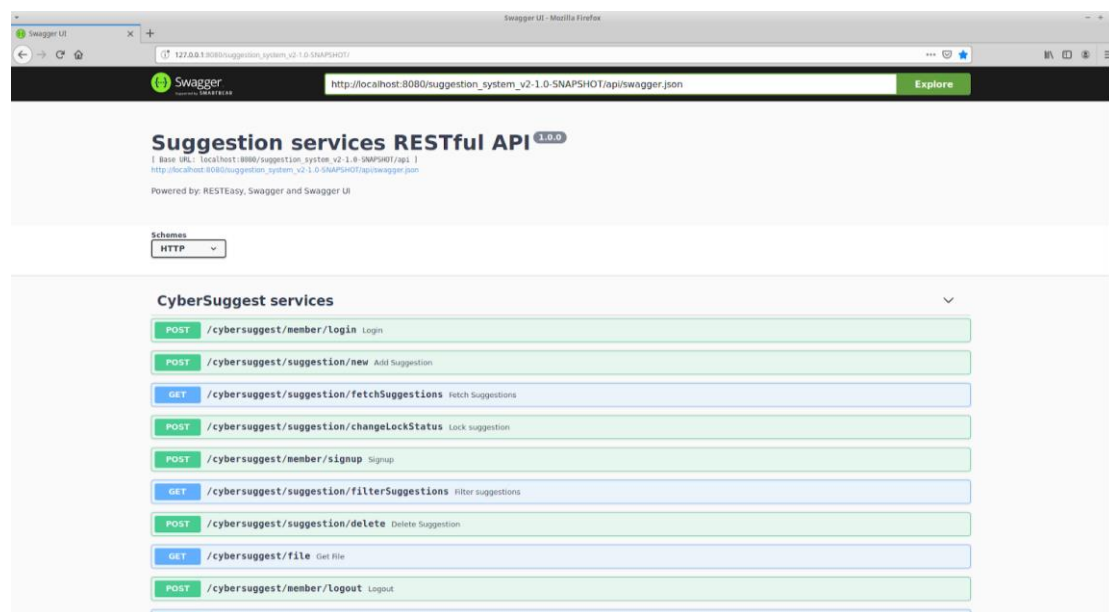 Swagger UI - Mozilla Firefox
Swagger UI
127.0.0.1:8080/suggestion_system_v2-1.0-SNAPSHOT/
Swagger
Supported by SMARTBEAR
http://localhost:8080/suggestion_system_v2-1.0-SNAPSHOT/api/swagger.json
Explore
Suggestion services RESTful API 1.0.0
[ Base URL: localhost:8080/suggestion_system_v2-1.0-SNAPSHOT/api ]
http://localhost:8080/suggestion_system_v2-1.0-SNAPSHOT/api/swagger.json
Powered by: RESTEasy, Swagger and Swagger UI
Schemes
HTTP
CyberSuggest services
POST /cybersuggest/member/login Login
POST /cybersuggest/suggestion/new Add Suggestion
GET /cybersuggest/suggestion/fetchSuggestions Fetch Suggestions
POST /cybersuggest/suggestion/changeLockStatus Lock suggestion
POST /cybersuggest/member/signup Signup
GET /cybersuggest/suggestion/filterSuggestions Filter suggestions
POST /cybersuggest/suggestion/delete Delete Suggestion
GET /cybersuggest/file Get File
POST /cybersuggest/member/logout Logout